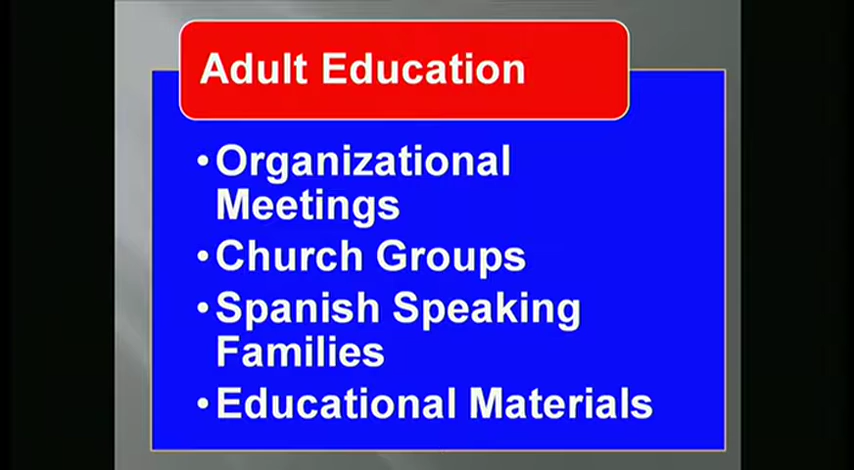 Adult Education
•Organizational
Meetings
•Church Groups
•Spanish Speaking
Families
•Educational Materials